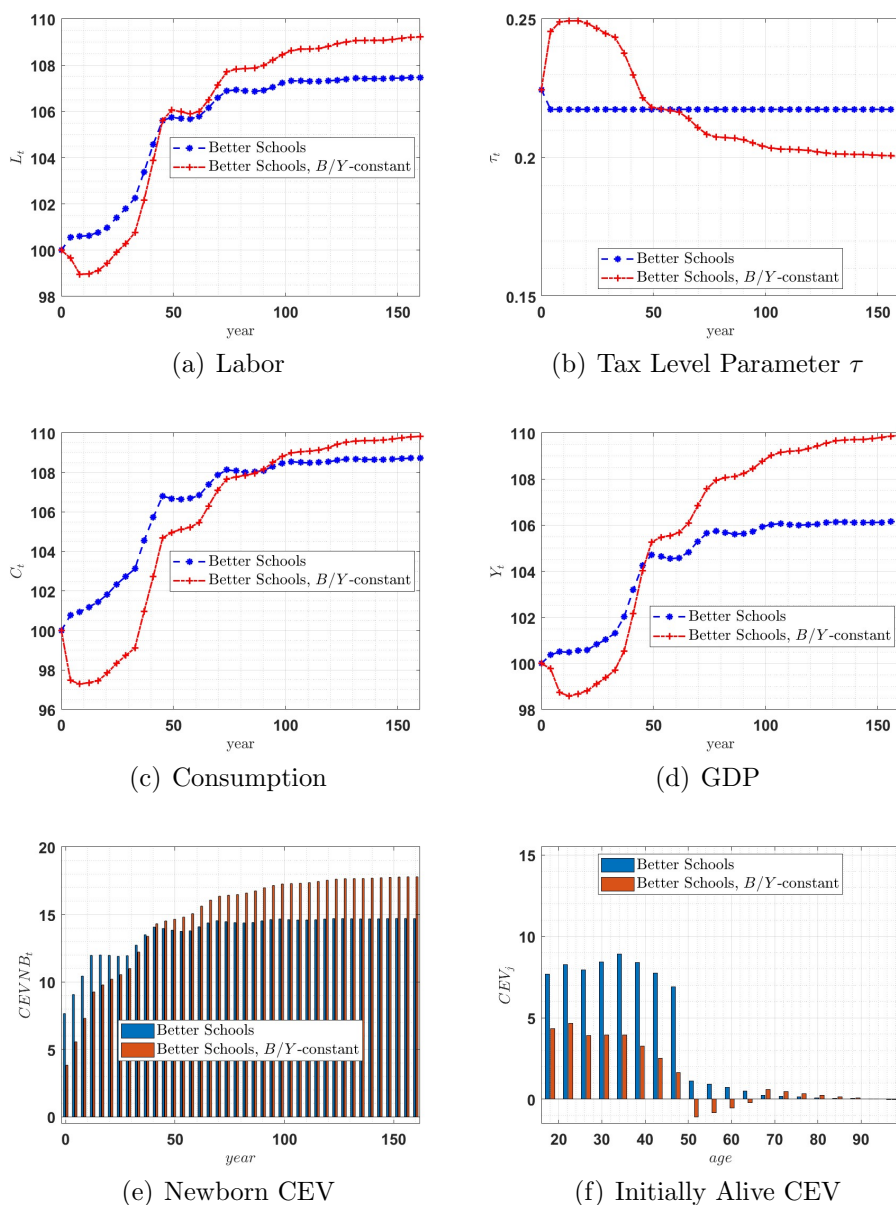 110
108
106
104
102
100
98
L_t
Better Schools
Better Schools, B/Y-constant
0
50
100
150
year
(a) Labor
0.25
0.2
0.15
τ_t
Better Schools
Better Schools, B/Y-constant
0
50
100
150
year
(b) Tax Level Parameter τ
110
108
106
104
102
100
98
96
C_t
Better Schools
Better Schools, B/Y-constant
0
50
100
150
year
(c) Consumption
110
108
106
104
102
100
98
Y_t
Better Schools
Better Schools, B/Y-constant
0
50
100
150
year
(d) GDP
20
15
10
5
0
CEVNB_t
Better Schools
Better Schools, B/Y-constant
0
50
100
150
year
(e) Newborn CEV
15
10
5
0
CEV_j
Better Schools
Better Schools, B/Y-constant
20
30
40
50
60
70
80
90
age
(f) Initially Alive CEV